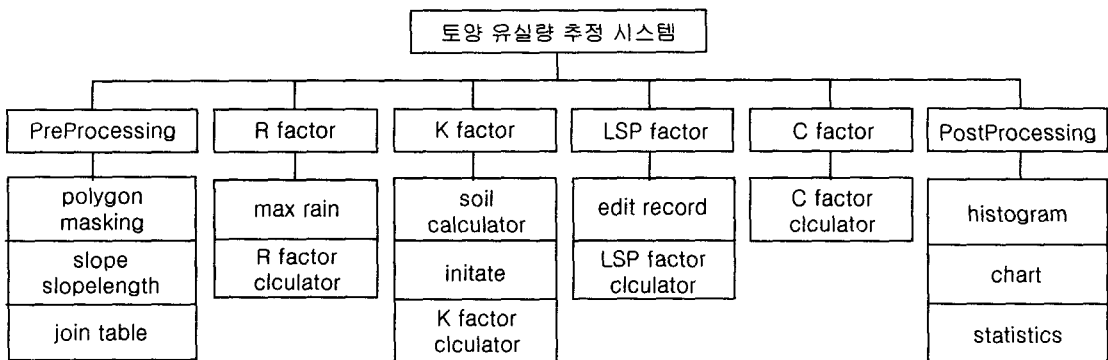 토양 유실량 추정 시스템
PreProcessing
R factor
K factor
LSP factor
C factor
PostProcessing
polygon
masking
slope
slopelength
join table
max rain
R factor
clculator
soil
calculator
initate
K factor
clculator
edit record
LSP factor
clculator
C factor
clculator
histogram
chart
statistics